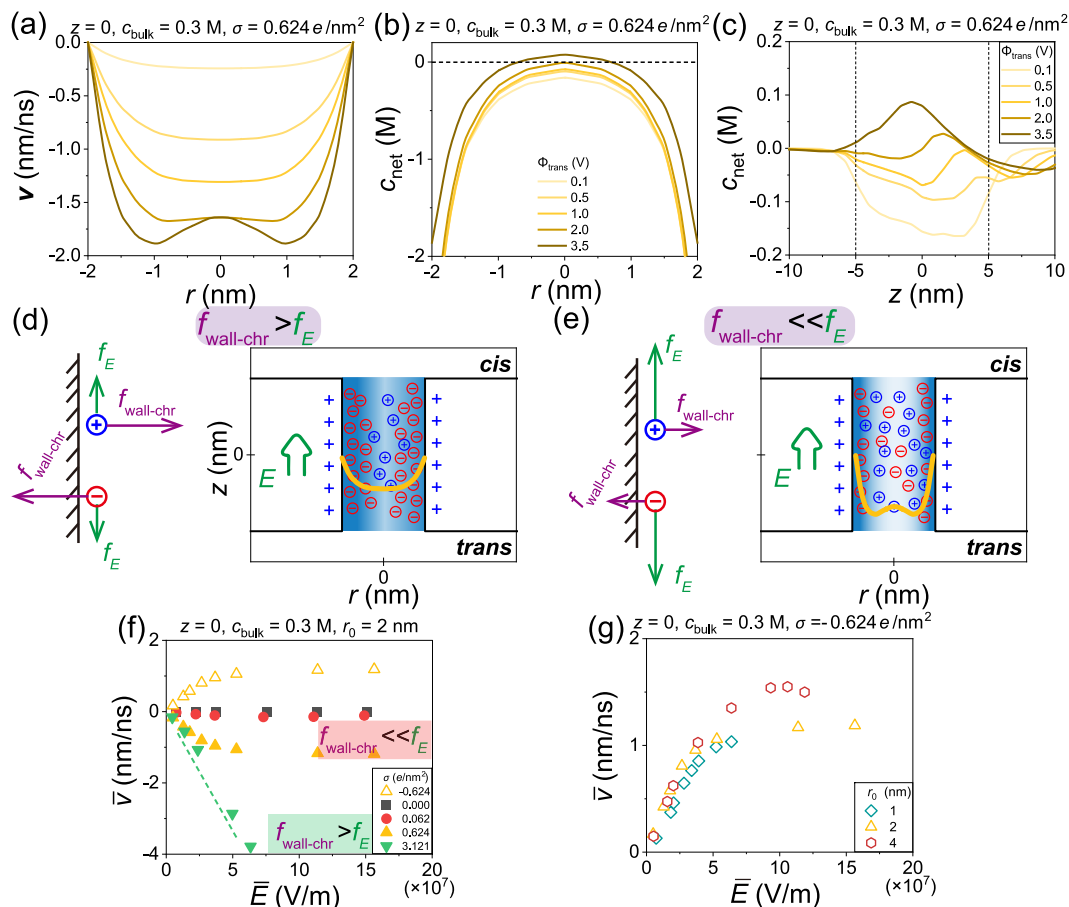 (a)
z = 0, c_bulk = 0.3 M, σ = 0.624 e/nm²
0.0
-0.5
-1.0
-1.5
-2.0
v (nm/ns)
-2 -1 0 1 2
r (nm)
(b)
z = 0, c_bulk = 0.3 M, σ = 0.624 e/nm²
0
-1
-2
c_net (M)
Φ_trans (V)
0.1
0.5
1.0
2.0
3.5
-2 -1 0 1 2
r (nm)
(c)
z = 0, c_bulk = 0.3 M, σ = 0.624 e/nm²
0.2
0.1
0.0
-0.1
-0.2
c_net (M)
Φ_trans (V)
0.1
0.5
1.0
2.0
3.5
-10 -5 0 5 10
z (nm)
(d)
f_wall-chr > f_E
f_E
f_wall-chr
f_wall-chr
f_E
z (nm)
0
E
cis
trans
0
r (nm)
(e)
f_wall-chr << f_E
f_E
f_wall-chr
f_wall-chr
f_E
z (nm)
0
E
cis
trans
0
r (nm)
(f)
z = 0, c_bulk = 0.3 M, r_0 = 2 nm
2
0
-2
-4
v̄ (nm/ns)
f_wall-chr << f_E
f_wall-chr > f_E
σ (e/nm²)
-0.624
0.000
0.062
0.624
3.121
0 5 10 15 20
Ē (V/m)
(×10⁷)
(g)
z = 0, c_bulk = 0.3 M, σ = -0.624 e/nm²
2
1
0
v̄ (nm/ns)
r_0 (nm)
1
2
4
0 5 10 15 20
Ē (V/m)
(×10⁷)